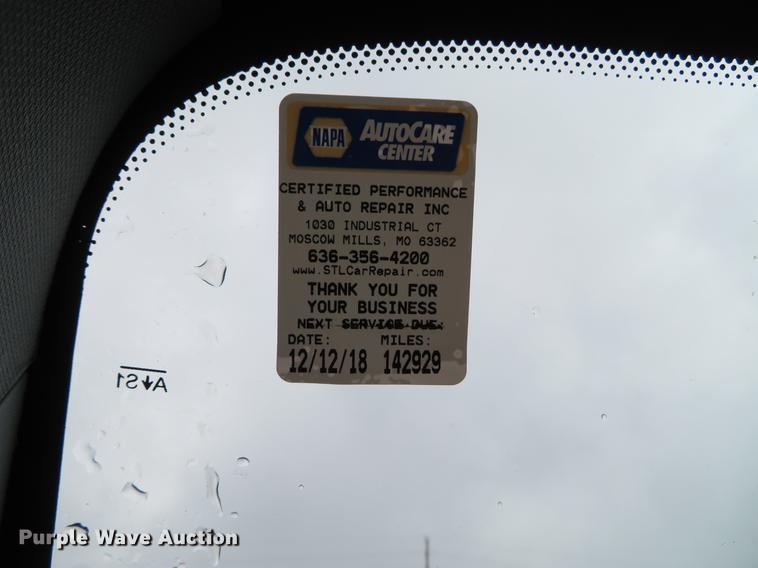 NAPA AUTOCARE
CENTER
CERTIFIED PERFORMANCE
& AUTO REPAIR INC
1030 INDUSTRIAL CT
MOSCOW MILLS, MO 63362
636-356-4200
www.STLCarRepair.com
THANK YOU FOR
YOUR BUSINESS
NEXT SERVICE DUE:
DATE: MILES:
12/12/18 142929
A↓S1
Purple Wave Auction